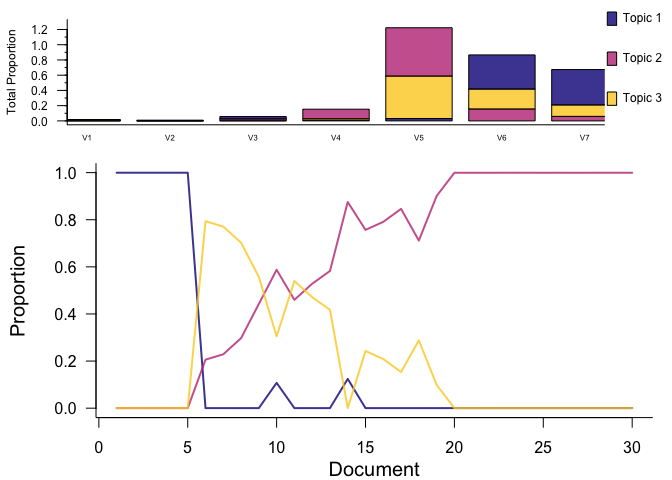 Total Proportion
1.2
1.0
0.8
0.6
0.4
0.2
0.0
V1 V2 V3 V4 V5 V6 V7
Topic 1
Topic 2
Topic 3
Proportion
1.0
0.8
0.6
0.4
0.2
0.0
0 5 10 15 20 25 30
Document